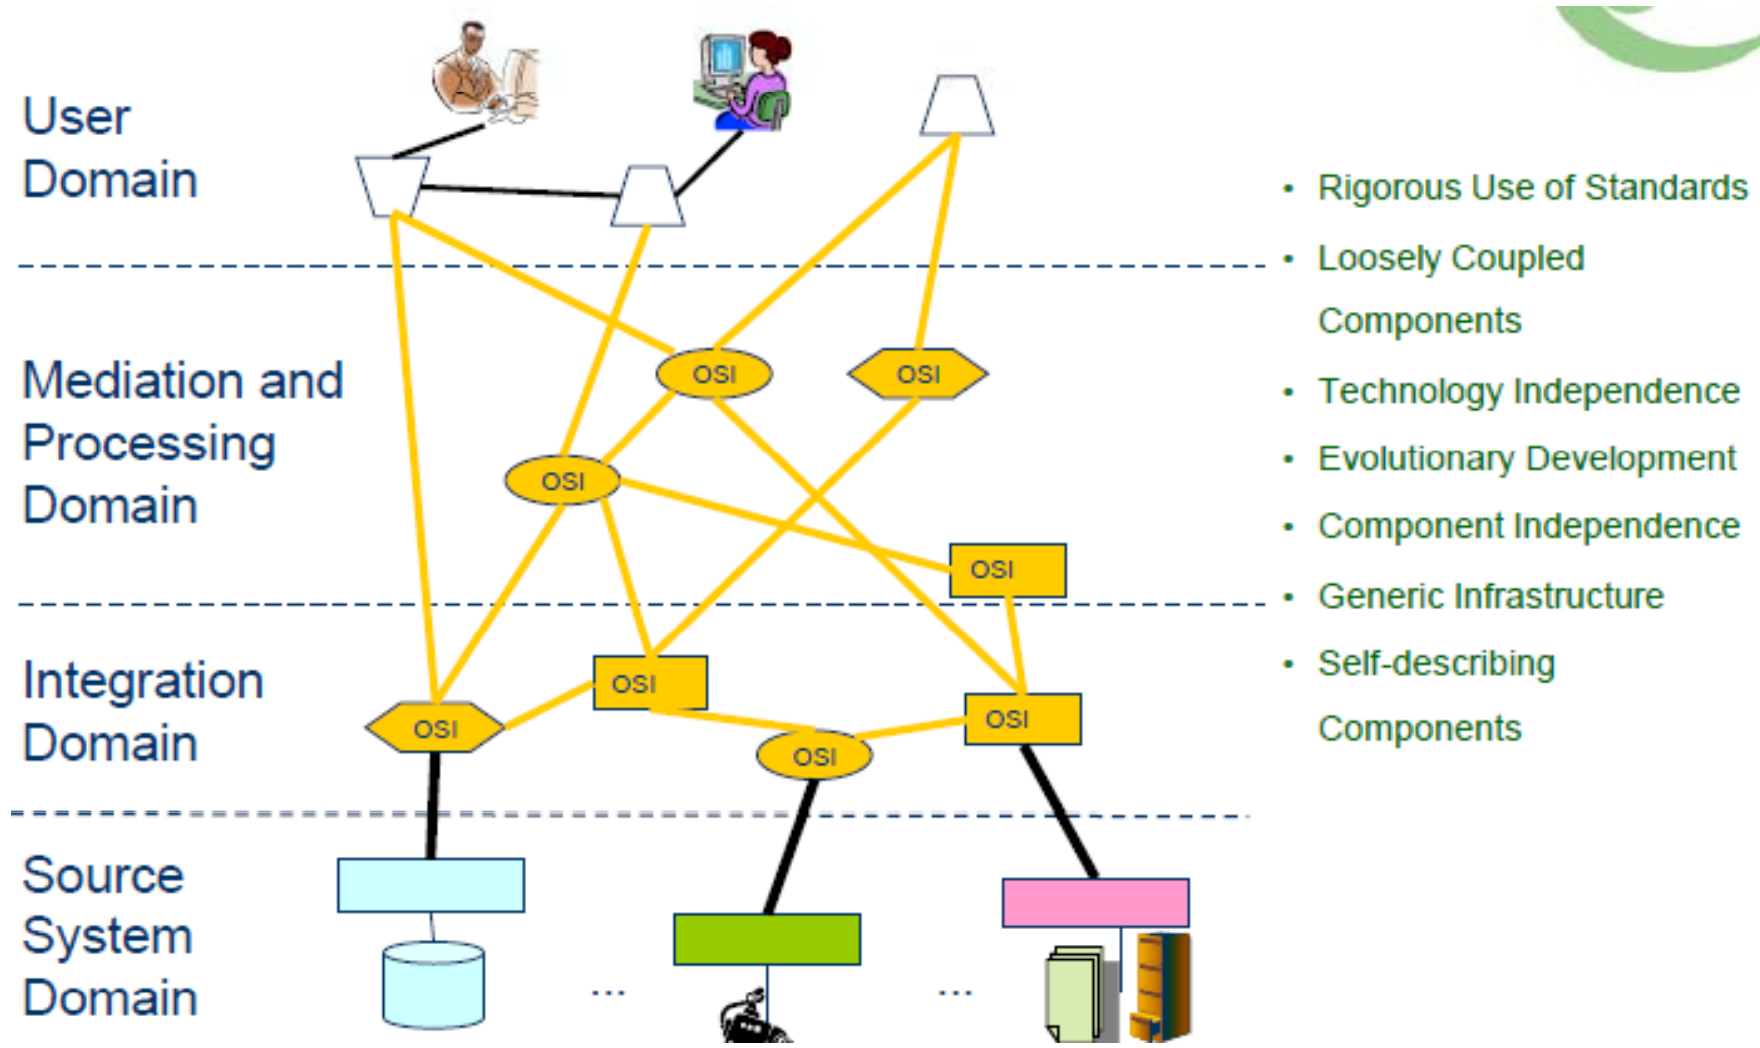 User
Domain
Mediation and
Processing
Domain
OSI
OSI
OSI
OSI
Integration
Domain
OSI
OSI
OSI
OSI
Source
System
Domain
...
...
• Rigorous Use of Standards
• Loosely Coupled
Components
• Technology Independence
• Evolutionary Development
• Component Independence
• Generic Infrastructure
• Self-describing
Components